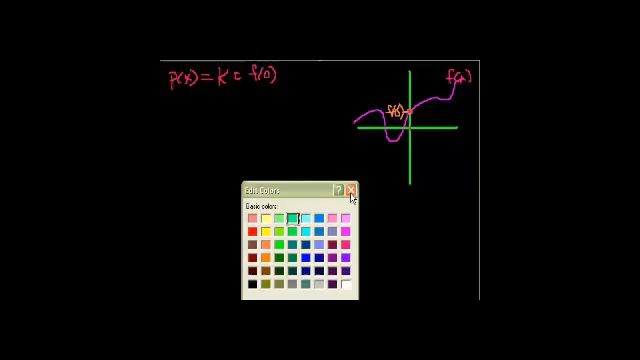 P(x) = K = f(0)
f(x)
f(0)
Edit Colors
Basic colors: